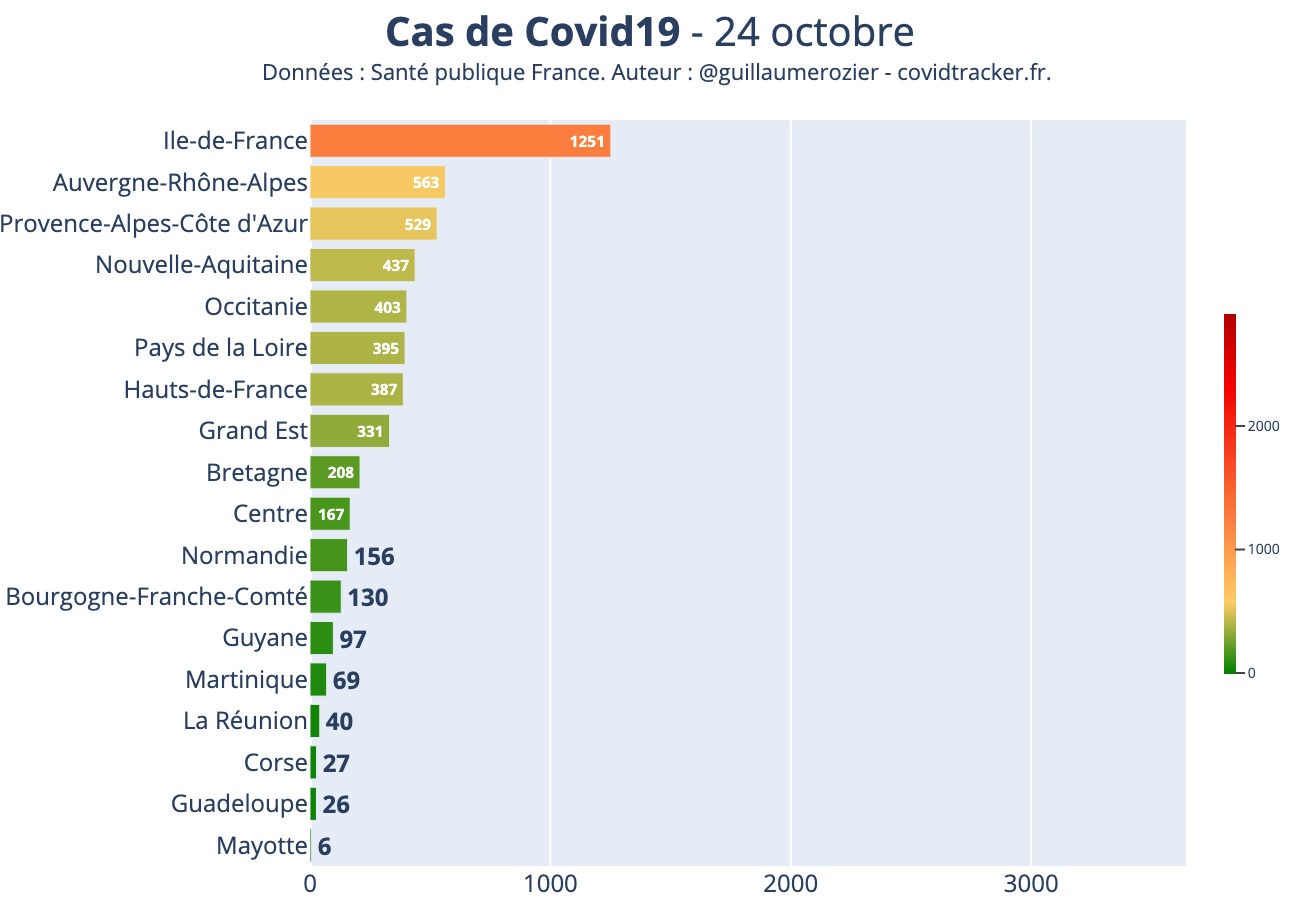 Cas de Covid19 - 24 octobre
Données : Santé publique France. Auteur : @guillaumerozier - covidtracker.fr.
Ile-de-France 1251
Auvergne-Rhône-Alpes 563
Provence-Alpes-Côte d'Azur 529
Nouvelle-Aquitaine 437
Occitanie 403
Pays de la Loire 395
Hauts-de-France 387
Grand Est 331
Bretagne 208
Centre 167
Normandie 156
Bourgogne-Franche-Comté 130
Guyane 97
Martinique 69
La Réunion 40
Corse 27
Guadeloupe 26
Mayotte 6
0 1000 2000 3000
2000
1000
0